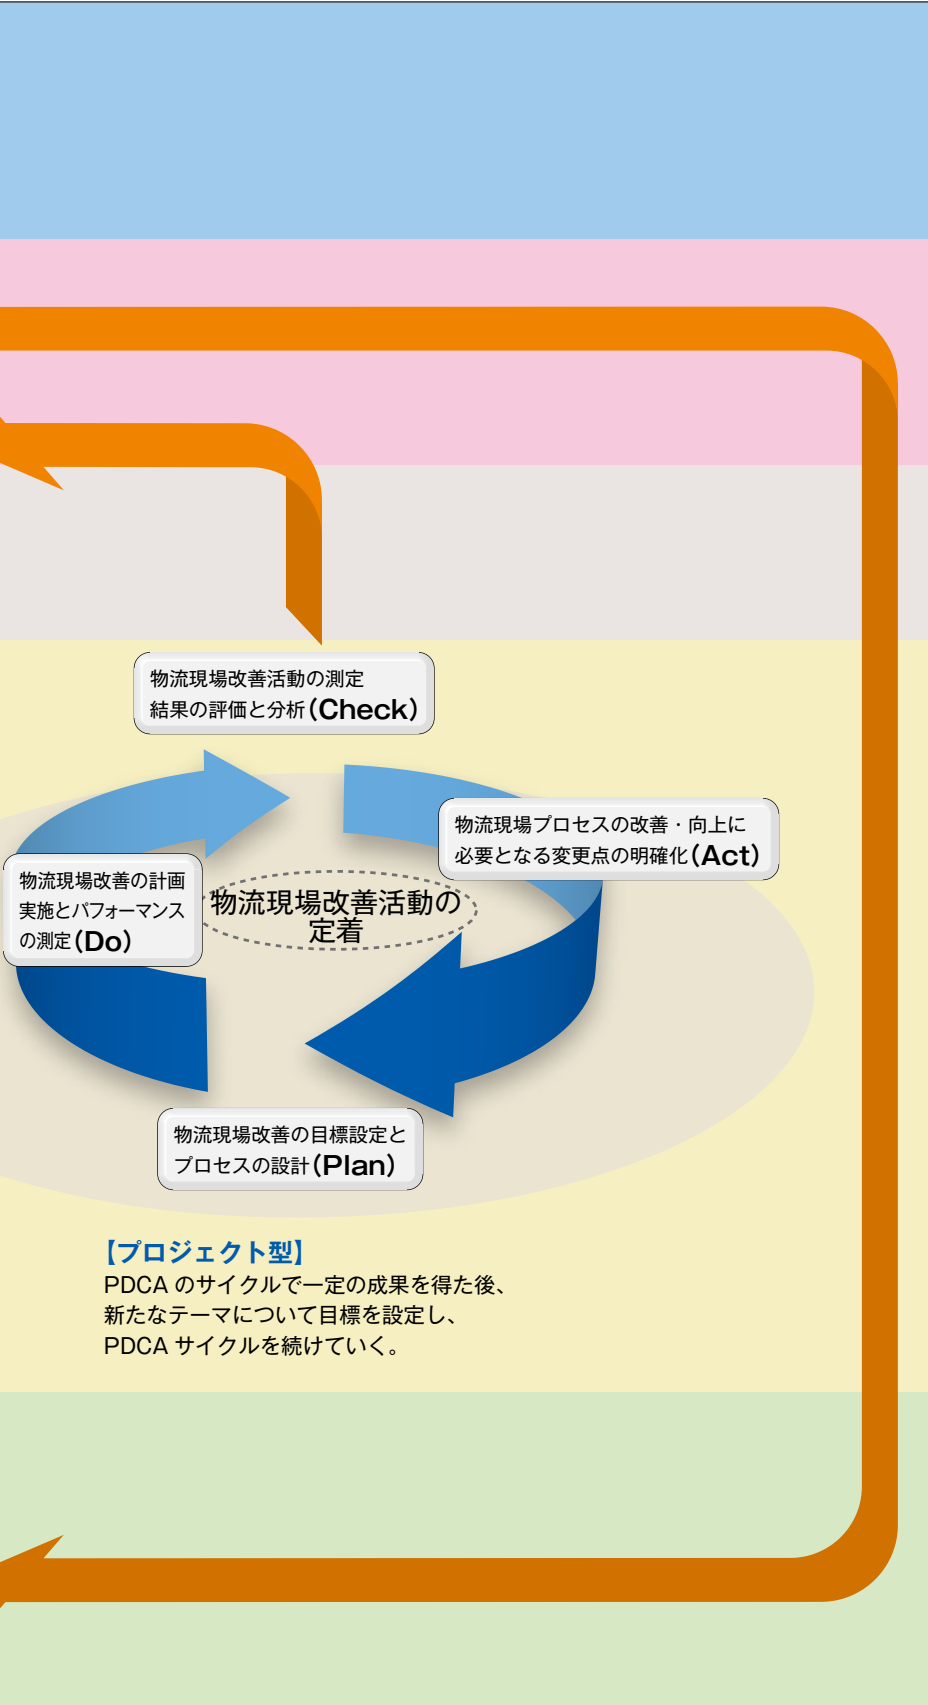 物流現場改善活動の測定
結果の評価と分析(Check)
物流現場プロセスの改善・向上に
必要となる変更点の明確化(Act)
物流現場改善の計画
実施とパフォーマンス
の測定(Do)
物流現場改善活動の
定着
物流現場改善の目標設定と
プロセスの設計(Plan)
【プロジェクト型】
PDCA のサイクルで一定の成果を得た後、
新たなテーマについて目標を設定し、
PDCA サイクルを続けていく。